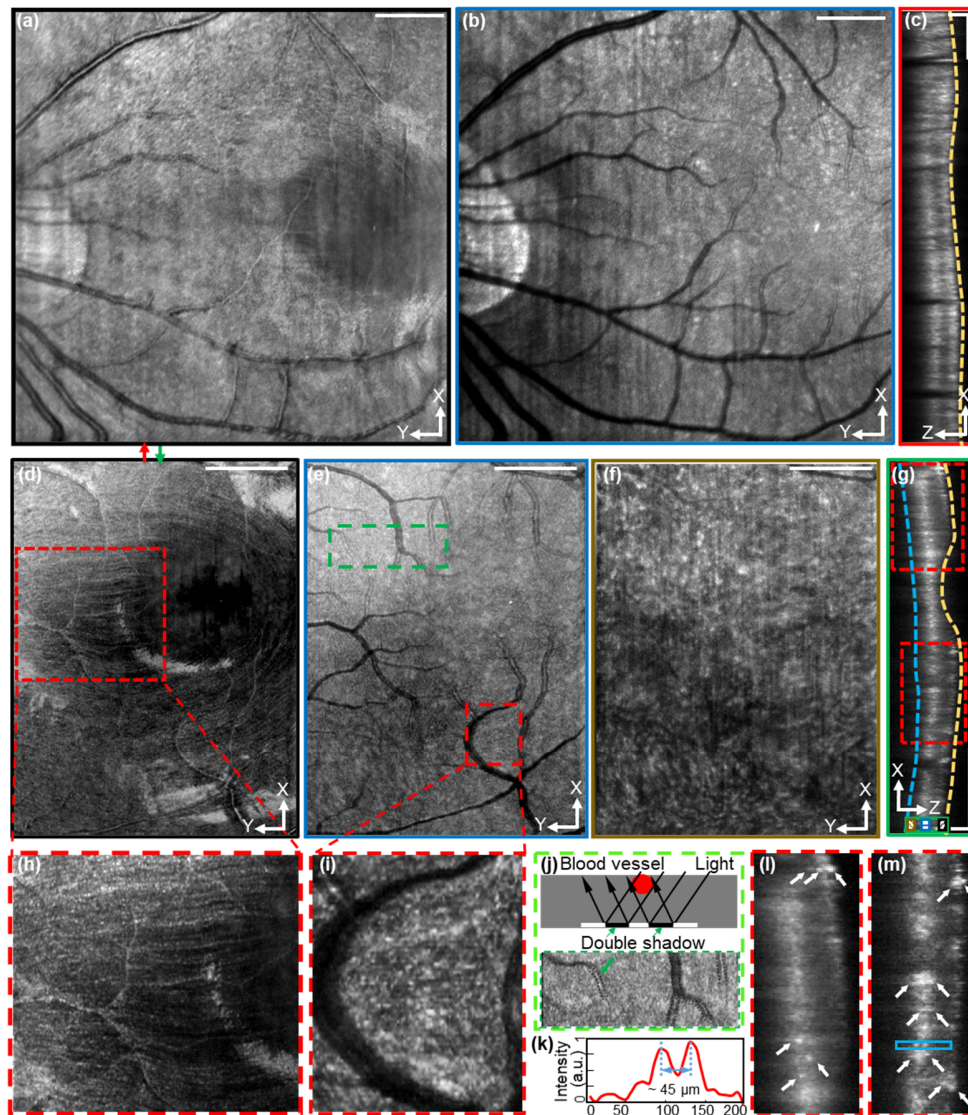 (a)
X
Y
(b)
X
Y
(c)
X
Z
(d)
X
Y
(e)
X
Y
(f)
X
Y
(g)
X
Z
(h)
(i)
(j)
Blood vessel Light
Double shadow
(k)
Intensity
(a.u.)
1
0
~ 45 μm
0 50 100 150 200
(l)
(m)